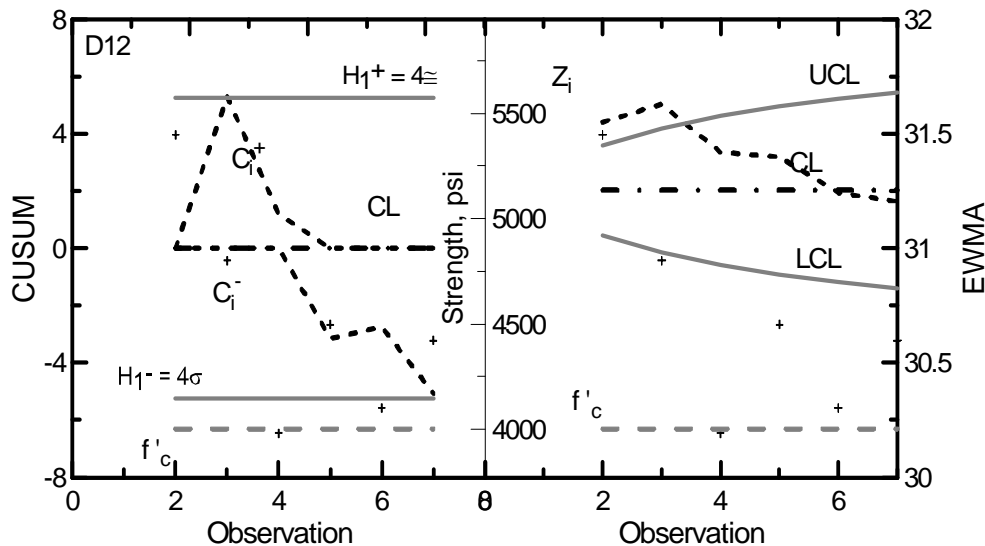 D12
H₁⁺ = 4≅
Cᵢ⁺
CL
Cᵢ⁻
H₁⁻ = 4σ
f'c
8
4
0
-4
-8
CUSUM
0
2
4
6
8
Observation
5500
5000
4500
4000
Strength, psi
Zᵢ
UCL
CL
LCL
f'c
32
31.5
31
30.5
30
EWMA
0
2
4
6
Observation